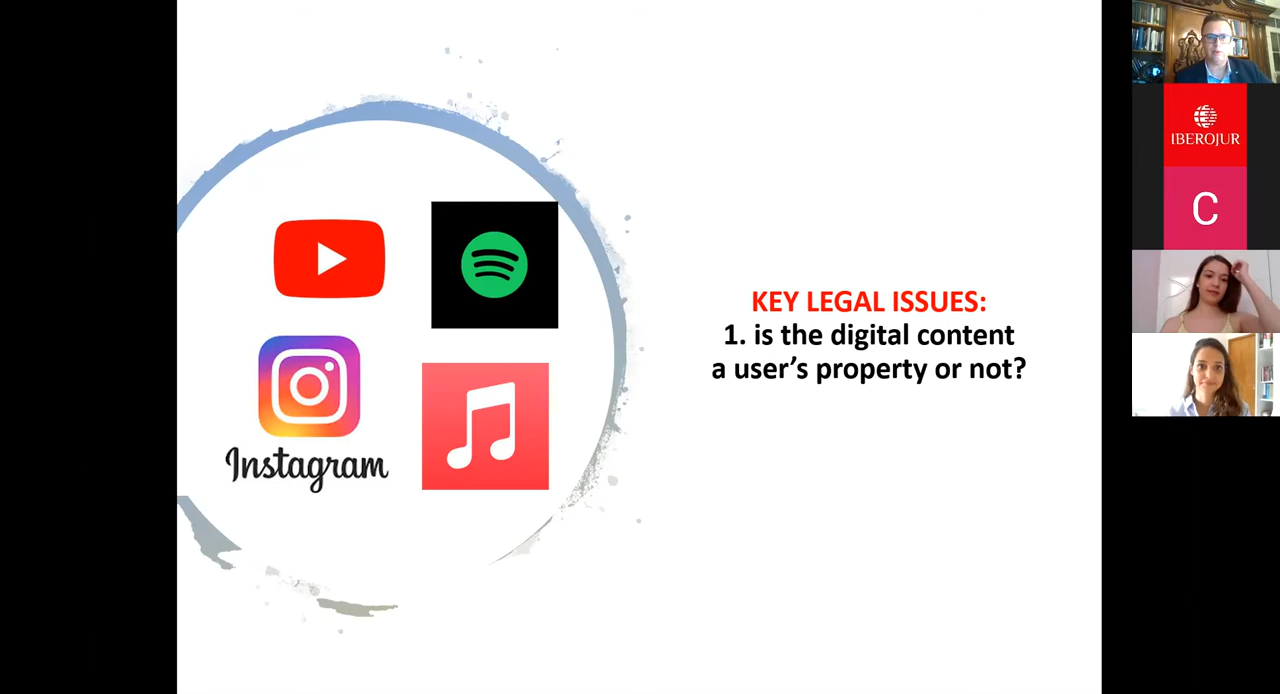 KEY LEGAL ISSUES:
1. is the digital content
a user’s property or not?
Instagram
IBEROJUR
C